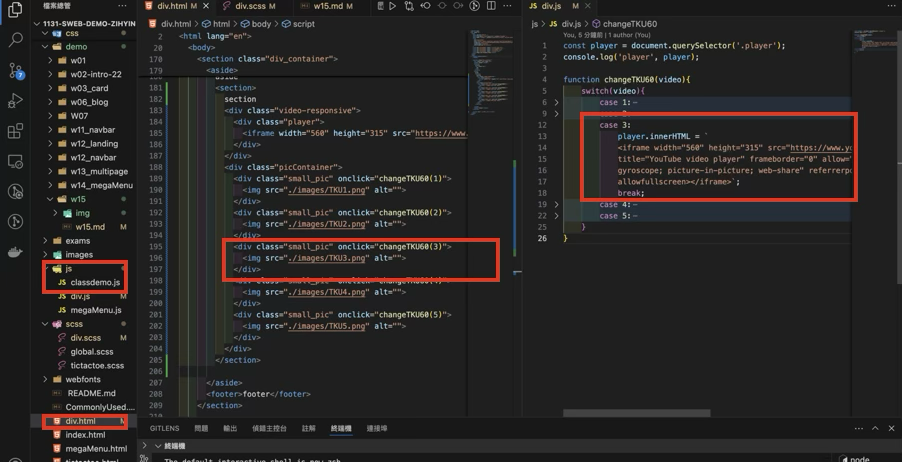 檔案總管
1131-SWEB-DEMO-ZIHYIN
css
demo
w01
w02-intro-22
w03_card
w06_blog
W07
w11_navbar
w12_landing
w12_navbar
w13_multipage
w14_megaMenu
w15
img
w15.md M
exams
images
js
classdemo.js
div.js M
megaMenu.js
scss
div.scss M
global.scss
tictactoe.scss
webfonts
README.md
CommonlyUsed....
div.html M
index.html
megaMenu.html
tictactoe.html
7
div.html M
div.scss M
w15.md M
div.html > html > body > script
2 <html lang="en">
20 <body>
170 <section class="div_container">
179 <aside>
181 <section>
182 section
183 <div class="video-responsive">
184 <div class="player">
185 <iframe width="560" height="315" src="https://www.
186 </div>
187 </div>
188 <div class="picContainer">
189 <div class="small_pic" onclick="changeTKU60(1)">
190 <img src="./images/TKU1.png" alt="">
191 </div>
192 <div class="small_pic" onclick="changeTKU60(2)">
193 <img src="./images/TKU2.png" alt="">
194 </div>
195 <div class="small_pic" onclick="changeTKU60(3)">
196 <img src="./images/TKU3.png" alt="">
197 </div>
198 <div class="small_pic" onclick="changeTKU60(4)">
199 <img src="./images/TKU4.png" alt="">
200 </div>
201 <div class="small_pic" onclick="changeTKU60(5)">
202 <img src="./images/TKU5.png" alt="">
203 </div>
204 </div>
205 </section>
206
207 </aside>
208 <footer>footer</footer>
209 </section>
div.js M
js > div.js > changeTKU60
You, 5 分鐘前 | 1 author (You)
1 const player = document.querySelector('.player');
2 console.log('player', player);
3
4 function changeTKU60(video){
5 switch(video){
6 case 1:
9
12 case 3:
13 player.innerHTML = `
14 <iframe width="560" height="315" src="https://www.yo
15 title="YouTube video player" frameborder="0" allow="
16 gyroscope; picture-in-picture; web-share" referrerpo
17 allowfullscreen></iframe>`;
18 break;
19 case 4:
22 case 5:
25 }
26 }
GITLENS 問題 輸出 偵錯主控台 註解 終端機 連接埠
終端機
The default interactive shell is now zsh
node